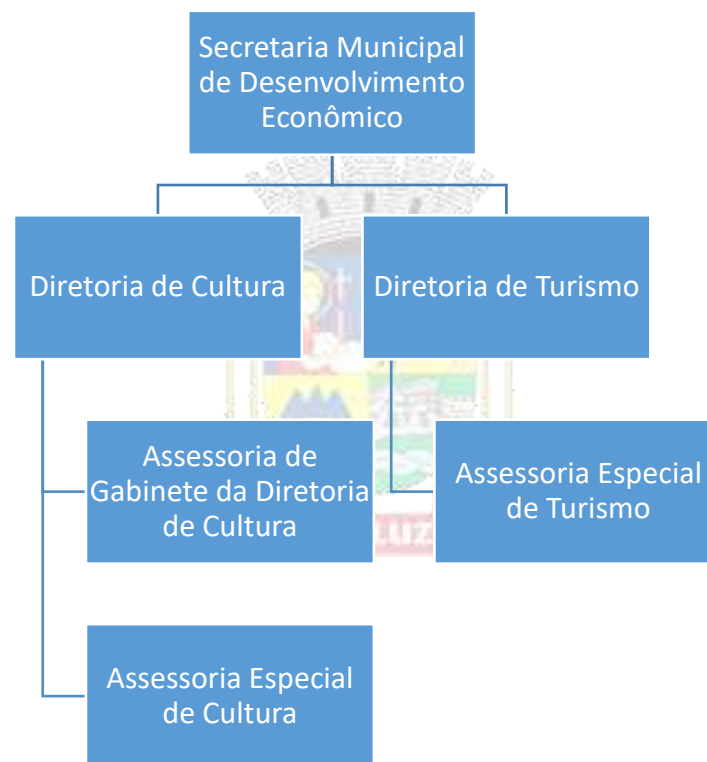 Secretaria Municipal
de Desenvolvimento
Econômico
Diretoria de Cultura
Diretoria de Turismo
Assessoria de
Gabinete da Diretoria
de Cultura
Assessoria Especial
de Turismo
LUZ
Assessoria Especial
de Cultura